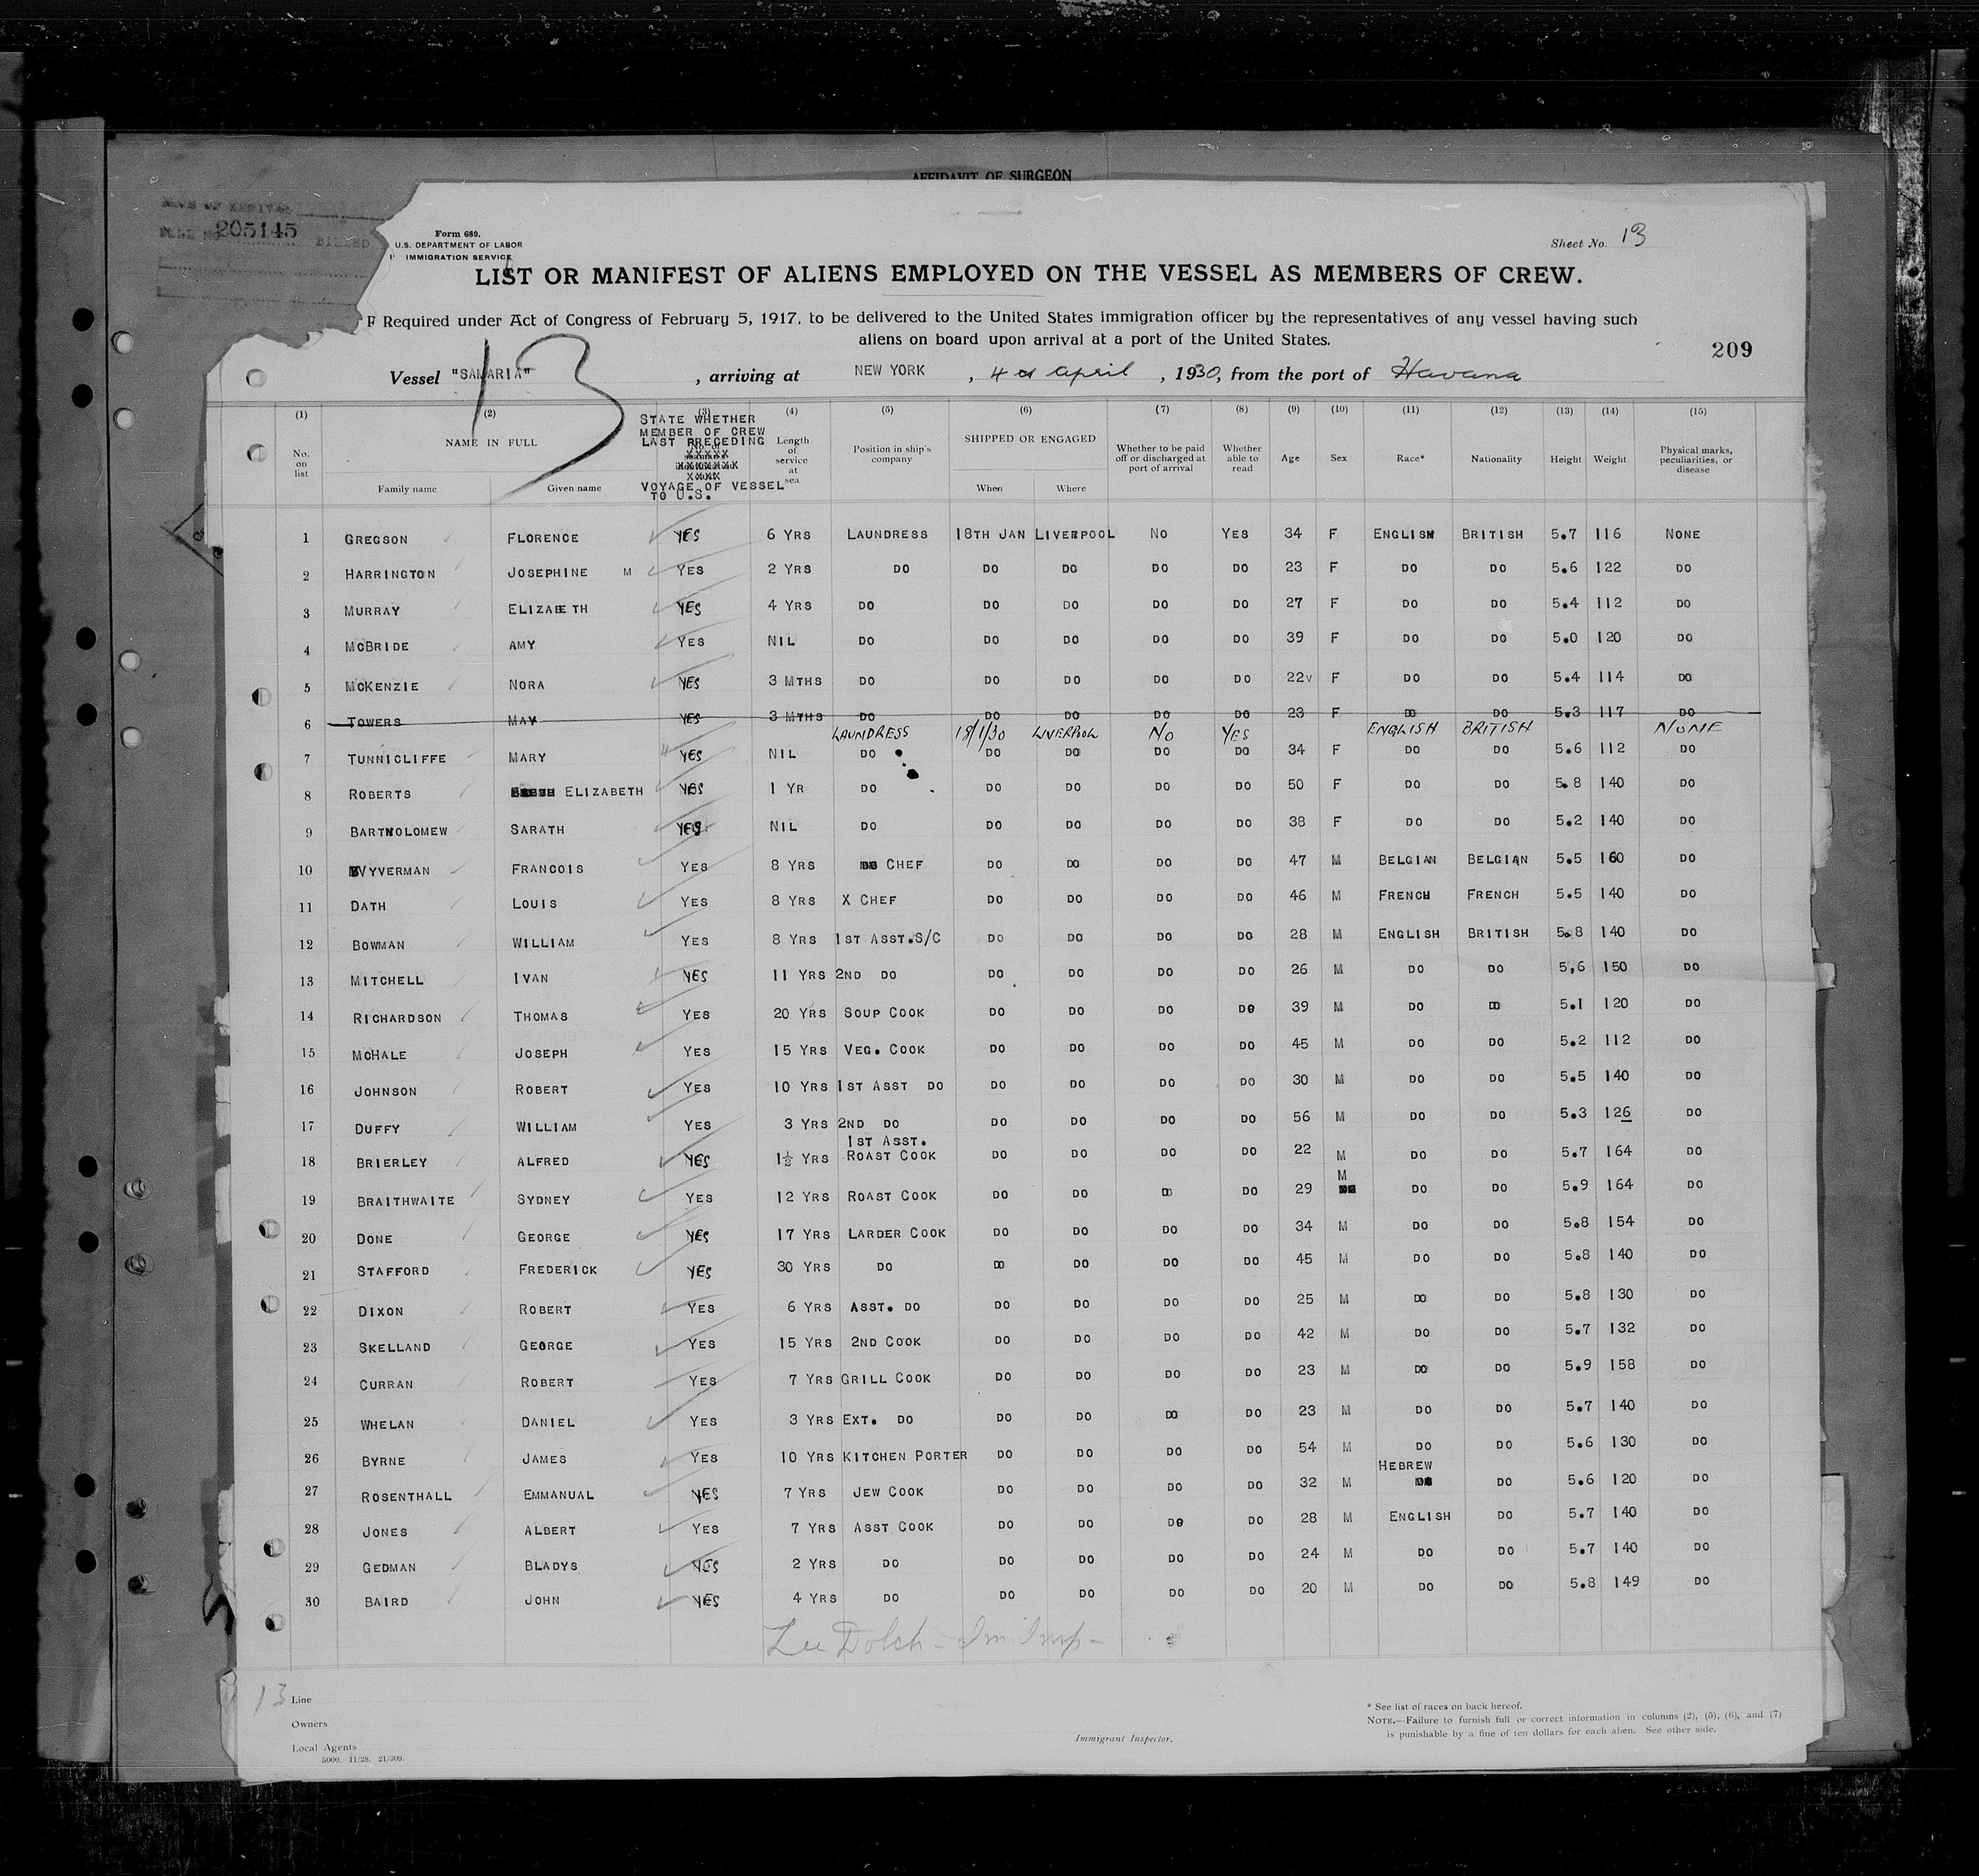 AFFIDAVIT OF SURGEON
205145
Form 680.
U.S. DEPARTMENT OF LABOR
IMMIGRATION SERVICE
Sheet No. 13
LIST OR MANIFEST OF ALIENS EMPLOYED ON THE VESSEL AS MEMBERS OF CREW.
Required under Act of Congress of February 5, 1917, to be delivered to the United States immigration officer by the representatives of any vessel having such
aliens on board upon arrival at a port of the United States.
209
13
Vessel "SAMARIA", arriving at NEW YORK, 4th April, 1930, from the port of Havana
(1) (2) (3) (4) (5) (6) (7) (8) (9) (10) (11) (12) (13) (14) (15)
No. on list NAME IN FULL Family name Given name STATE WHETHER MEMBER OF CREW LAST PRECEDING VOYAGE OF VESSEL TO U.S. Length of service at sea Position in ship's company SHIPPED OR ENGAGED When Where Whether to be paid off or discharged at port of arrival Whether able to read Age Sex Race* Nationality Height Weight Physical marks, peculiarities, or disease
1 GREGSON FLORENCE YES 6 YRS LAUNDRESS 18TH JAN LIVERPOOL NO YES 34 F ENGLISH BRITISH 5.7 116 NONE
2 HARRINGTON JOSEPHINE M YES 2 YRS DO DO DO DO DO 23 F DO DO 5.6 122 DO
3 MURRAY ELIZABETH YES 4 YRS DO DO DO DO DO 27 F DO DO 5.4 112 DO
4 MCBRIDE AMY YES NIL DO DO DO DO DO 39 F DO DO 5.0 120 DO
5 MCKENZIE NORA YES 3 MTHS DO DO DO DO DO 22 F DO DO 5.4 114 DO
6 TOWERS MAY YES 3 MTHS DO DO DO DO DO 23 F DO DO 5.3 117 DO
LAUNDRESS 18/1/30 LIVERPOOL NO YES ENGLISH BRITISH NONE
7 TUNNICLIFFE MARY YES NIL DO DO DO DO DO 34 F DO DO 5.6 112 DO
8 ROBERTS ELIZABETH YES 1 YR DO DO DO DO DO 50 F DO DO 5.8 140 DO
9 BARTHOLOMEW SARATH YES NIL DO DO DO DO DO 38 F DO DO 5.2 140 DO
10 WYVERMAN FRANCOIS YES 8 YRS CHEF DO DO DO DO 47 M BELGIAN BELGIAN 5.5 160 DO
11 DATH LOUIS YES 8 YRS X CHEF DO DO DO DO 46 M FRENCH FRENCH 5.5 140 DO
12 BOWMAN WILLIAM YES 8 YRS 1ST ASST.S/C DO DO DO DO 28 M ENGLISH BRITISH 5.8 140 DO
13 MITCHELL IVAN YES 11 YRS 2ND DO DO DO DO DO 26 M DO DO 5,6 150 DO
14 RICHARDSON THOMAS YES 20 YRS SOUP COOK DO DO DO DO 39 M DO DO 5.1 120 DO
15 MCHALE JOSEPH YES 15 YRS VEG. COOK DO DO DO DO 45 M DO DO 5.2 112 DO
16 JOHNSON ROBERT YES 10 YRS 1ST ASST DO DO DO DO DO 30 M DO DO 5.5 140 DO
17 DUFFY WILLIAM YES 3 YRS 2ND DO DO DO DO DO 56 M DO DO 5.3 126 DO
18 BRIERLEY ALFRED YES 1½ YRS 1ST ASST. ROAST COOK DO DO DO DO 22 M DO DO 5.7 164 DO
19 BRAITHWAITE SYDNEY YES 12 YRS ROAST COOK DO DO DO DO 29 M DO DO 5.9 164 DO
20 DONE GEORGE YES 17 YRS LARDER COOK DO DO DO DO 34 M DO DO 5.8 154 DO
21 STAFFORD FREDERICK YES 30 YRS DO DO DO DO DO 45 M DO DO 5.8 140 DO
22 DIXON ROBERT YES 6 YRS ASST. DO DO DO DO DO 25 M DO DO 5.8 130 DO
23 SKELLAND GEORGE YES 15 YRS 2ND COOK DO DO DO DO 42 M DO DO 5.7 132 DO
24 CURRAN ROBERT YES 7 YRS GRILL COOK DO DO DO DO 23 M DO DO 5.9 158 DO
25 WHELAN DANIEL YES 3 YRS EXT. DO DO DO DO DO 23 M DO DO 5.7 140 DO
26 BYRNE JAMES YES 10 YRS KITCHEN PORTER DO DO DO DO 54 M DO DO 5.6 130 DO
27 ROSENTHALL EMMANUAL YES 7 YRS JEW COOK DO DO DO DO 32 M HEBREW DO 5.6 120 DO
28 JONES ALBERT YES 7 YRS ASST COOK DO DO DO DO 28 M ENGLISH DO 5.7 140 DO
29 GEDMAN BLADYS YES 2 YRS DO DO DO DO DO 24 M DO DO 5.7 140 DO
30 BAIRD JOHN YES 4 YRS DO DO DO DO DO 20 M DO DO 5.8 149 DO
Lee Dolch - Im. Insp -
13
Line
Owners
Local Agents
5000. 11/28. 21/309.
Immigrant Inspector.
* See list of races on back hereof.
NOTE.—Failure to furnish full or correct information in columns (2), (5), (6), and (7)
is punishable by a fine of ten dollars for each alien. See other side.